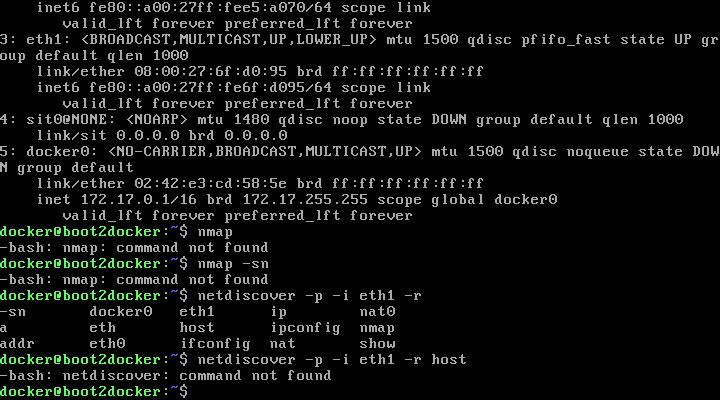 inet6 fe80::a00:27ff:fee5:a070/64 scope link
       valid_lft forever preferred_lft forever
3: eth1: <BROADCAST,MULTICAST,UP,LOWER_UP> mtu 1500 qdisc pfifo_fast state UP gr
oup default qlen 1000
    link/ether 08:00:27:6f:d0:95 brd ff:ff:ff:ff:ff:ff
    inet6 fe80::a00:27ff:fe6f:d095/64 scope link
       valid_lft forever preferred_lft forever
4: sit0@NONE: <NOARP> mtu 1480 qdisc noop state DOWN group default qlen 1000
    link/sit 0.0.0.0 brd 0.0.0.0
5: docker0: <NO-CARRIER,BROADCAST,MULTICAST,UP> mtu 1500 qdisc noqueue state DOW
N group default
    link/ether 02:42:e3:cd:58:5e brd ff:ff:ff:ff:ff:ff
    inet 172.17.0.1/16 brd 172.17.255.255 scope global docker0
       valid_lft forever preferred_lft forever
docker@boot2docker:~$ nmap
-bash: nmap: command not found
docker@boot2docker:~$ nmap -sn
-bash: nmap: command not found
docker@boot2docker:~$ netdiscover -p -i eth1 -r
-sn       docker0   eth1      ip        nat0
a         eth       host      ipconfig  nmap
addr      eth0      ifconfig  nat       show
docker@boot2docker:~$ netdiscover -p -i eth1 -r host
-bash: netdiscover: command not found
docker@boot2docker:~$